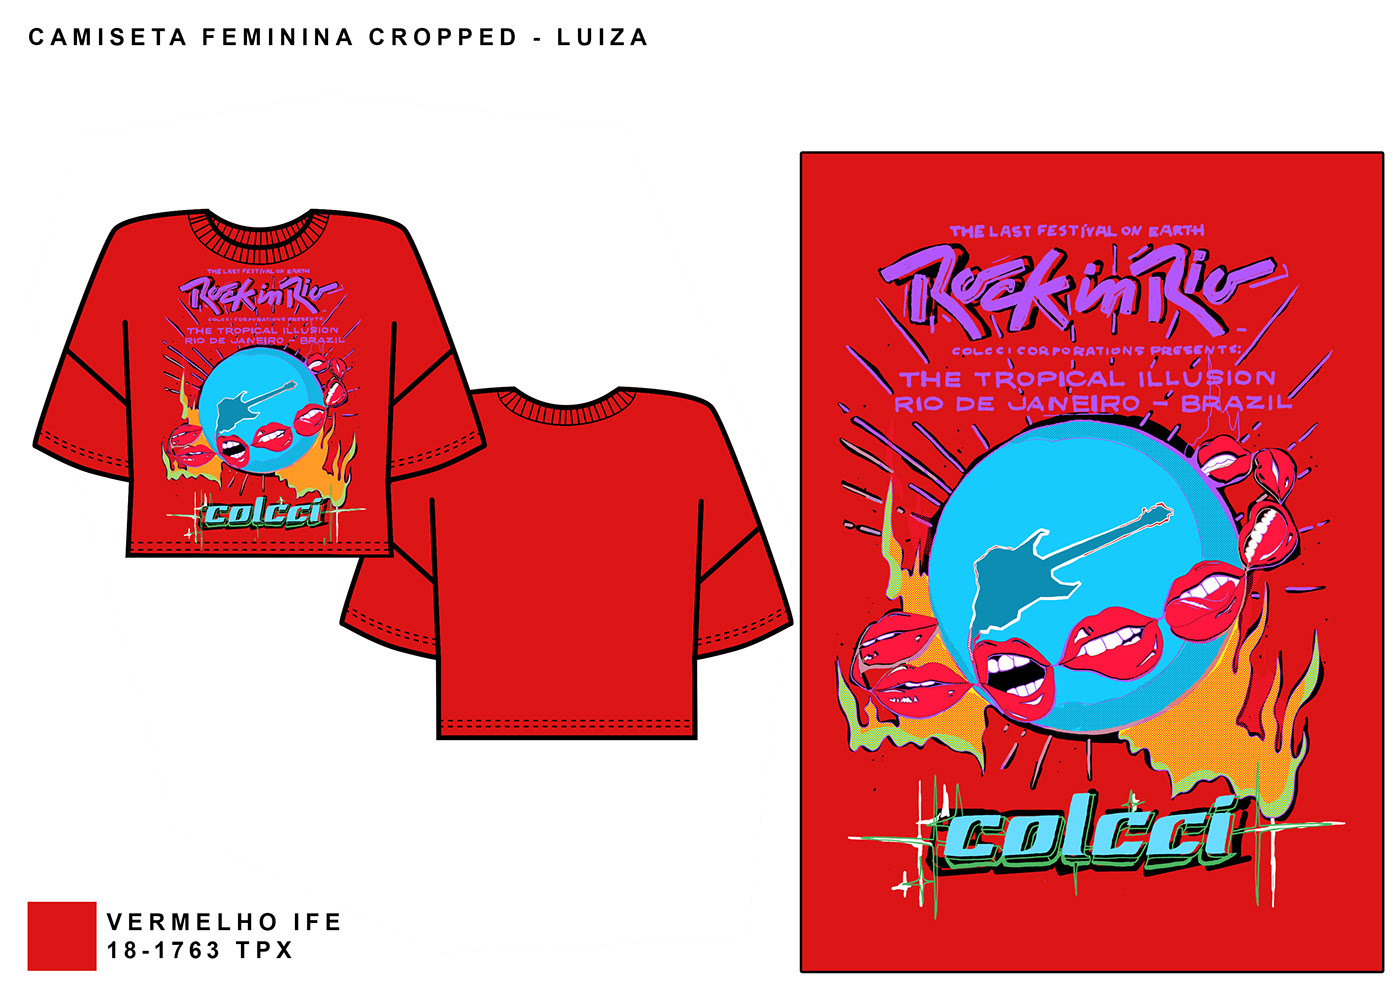 CAMISETA FEMININA CROPPED - LUIZA
THE LAST FESTIVAL ON EARTH
Rock in Rio
COLCCI CORPORATIONS PRESENTS:
THE TROPICAL ILLUSION
RIO DE JANEIRO - BRAZIL
colcci
THE LAST FESTIVAL ON EARTH
Rock in Rio
COLCCI CORPORATIONS PRESENTS:
THE TROPICAL ILLUSION
RIO DE JANEIRO - BRAZIL
colcci
VERMELHO IFE
18-1763 TPX